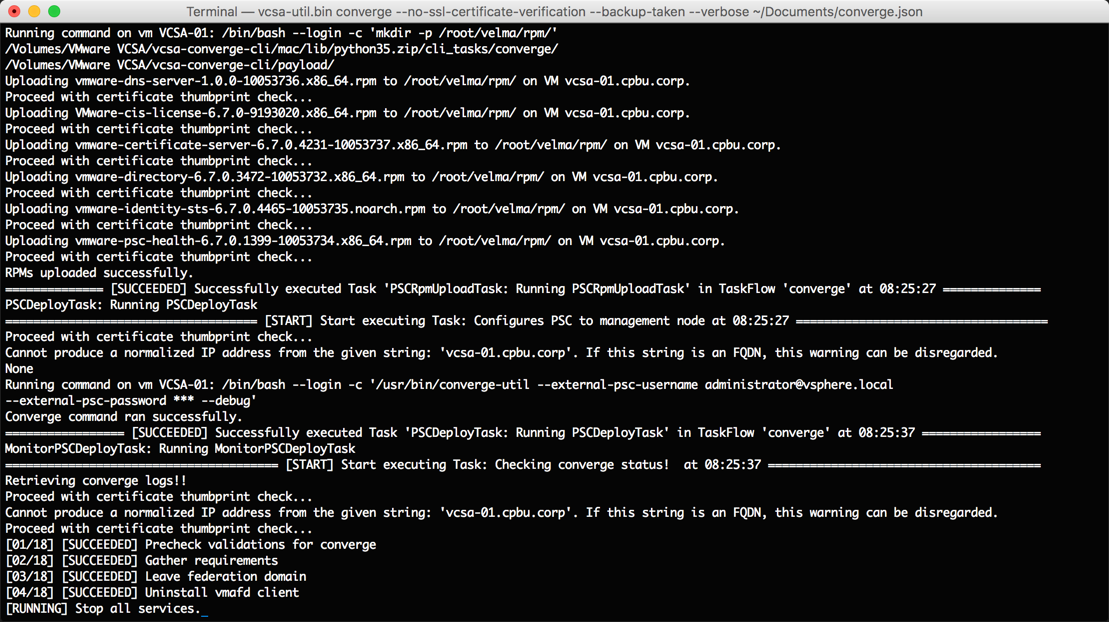 Terminal — vcsa-util.bin converge --no-ssl-certificate-verification --backup-taken --verbose ~/Documents/converge.json
Running command on vm VCSA-01: /bin/bash --login -c 'mkdir -p /root/velma/rpm/'
/Volumes/VMware VCSA/vcsa-converge-cli/mac/lib/python35.zip/cli_tasks/converge/
/Volumes/VMware VCSA/vcsa-converge-cli/payload/
Uploading vmware-dns-server-1.0.0-10053736.x86_64.rpm to /root/velma/rpm/ on VM vcsa-01.cpbu.corp.
Proceed with certificate thumbprint check...
Uploading VMware-cis-license-6.7.0-9193020.x86_64.rpm to /root/velma/rpm/ on VM vcsa-01.cpbu.corp.
Proceed with certificate thumbprint check...
Uploading vmware-certificate-server-6.7.0.4231-10053737.x86_64.rpm to /root/velma/rpm/ on VM vcsa-01.cpbu.corp.
Proceed with certificate thumbprint check...
Uploading vmware-directory-6.7.0.3472-10053732.x86_64.rpm to /root/velma/rpm/ on VM vcsa-01.cpbu.corp.
Proceed with certificate thumbprint check...
Uploading vmware-identity-sts-6.7.0.4465-10053735.noarch.rpm to /root/velma/rpm/ on VM vcsa-01.cpbu.corp.
Proceed with certificate thumbprint check...
Uploading vmware-psc-health-6.7.0.1399-10053734.x86_64.rpm to /root/velma/rpm/ on VM vcsa-01.cpbu.corp.
Proceed with certificate thumbprint check...
RPMs uploaded successfully.
============== [SUCCEEDED] Successfully executed Task 'PSCRpmUploadTask: Running PSCRpmUploadTask' in TaskFlow 'converge' at 08:25:27 ==============
PSCDeployTask: Running PSCDeployTask
==================================== [START] Start executing Task: Configures PSC to management node at 08:25:27 ====================================
Proceed with certificate thumbprint check...
Cannot produce a normalized IP address from the given string: 'vcsa-01.cpbu.corp'. If this string is an FQDN, this warning can be disregarded.
None
Running command on vm VCSA-01: /bin/bash --login -c '/usr/bin/converge-util --external-psc-username administrator@vsphere.local
--external-psc-password *** --debug'
Converge command ran successfully.
================= [SUCCEEDED] Successfully executed Task 'PSCDeployTask: Running PSCDeployTask' in TaskFlow 'converge' at 08:25:37 =================
MonitorPSCDeployTask: Running MonitorPSCDeployTask
======================================= [START] Start executing Task: Checking converge status!  at 08:25:37 =======================================
Retrieving converge logs!!
Proceed with certificate thumbprint check...
Cannot produce a normalized IP address from the given string: 'vcsa-01.cpbu.corp'. If this string is an FQDN, this warning can be disregarded.
Proceed with certificate thumbprint check...
[01/18] [SUCCEEDED] Precheck validations for converge
[02/18] [SUCCEEDED] Gather requirements
[03/18] [SUCCEEDED] Leave federation domain
[04/18] [SUCCEEDED] Uninstall vmafd client
[RUNNING] Stop all services._